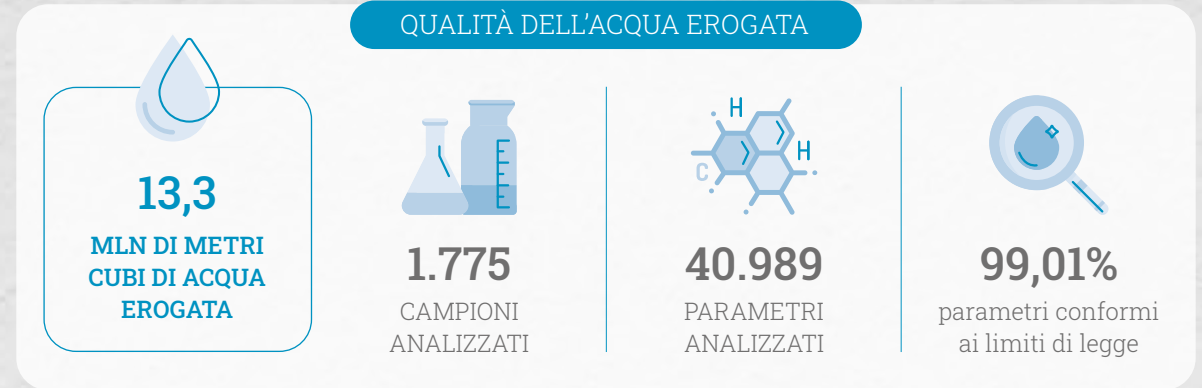 QUALITÀ DELL'ACQUA EROGATA
13,3
MLN DI METRI
CUBI DI ACQUA
EROGATA
1.775
CAMPIONI
ANALIZZATI
H
H
C
40.989
PARAMETRI
ANALIZZATI
99,01%
parametri conformi
ai limiti di legge